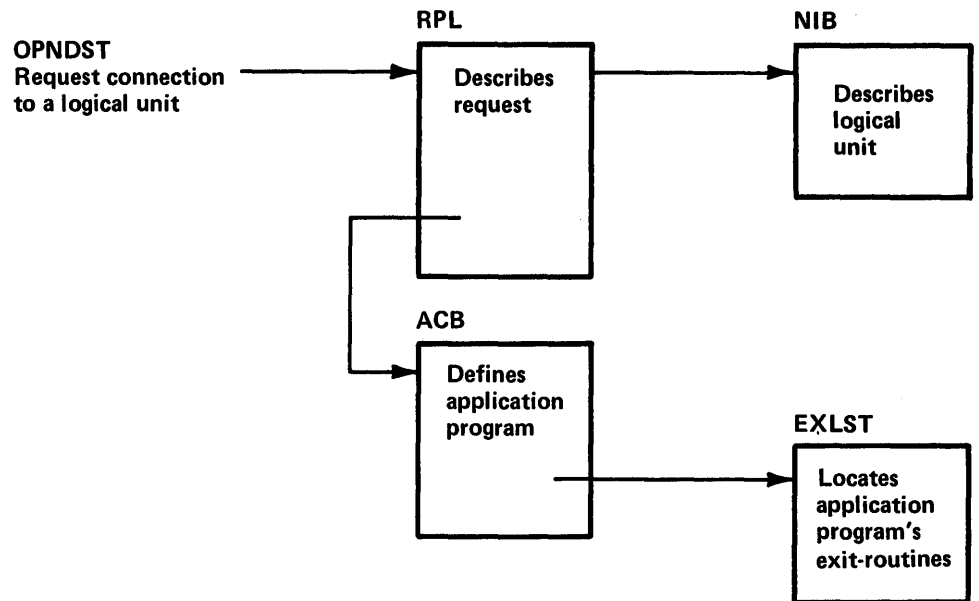 OPNDST
Request connection
to a logical unit
RPL
Describes
request
NIB
Describes
logical
unit
ACB
Defines
application
program
EXLST
Locates
application
program's
exit-routines